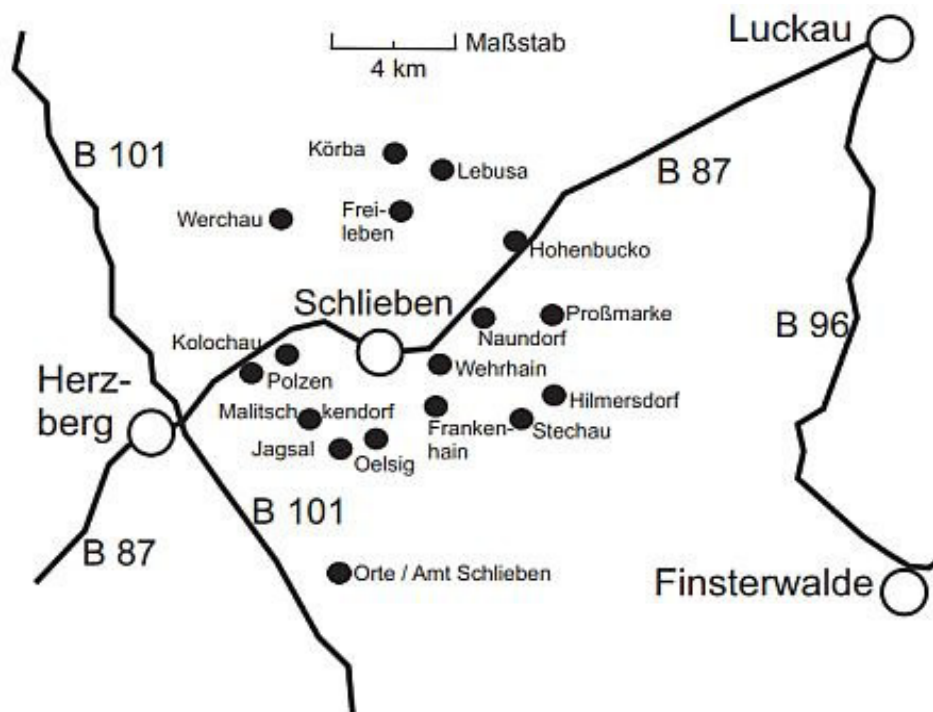 Luckau
Maßstab
4 km
B 101
Körba
Lebusa
B 87
Werchau
Frei-
leben
Hohenbucko
Schlieben
Proßmarke
Naundorf
B 96
Kolochau
Polzen
Wehrhain
Herz-
berg
Malitsch kendorf
Hilmersdorf
Franken-
hain
Stechau
Jagsal
Oelsig
B 101
B 87
Orte / Amt Schlieben
Finsterwalde